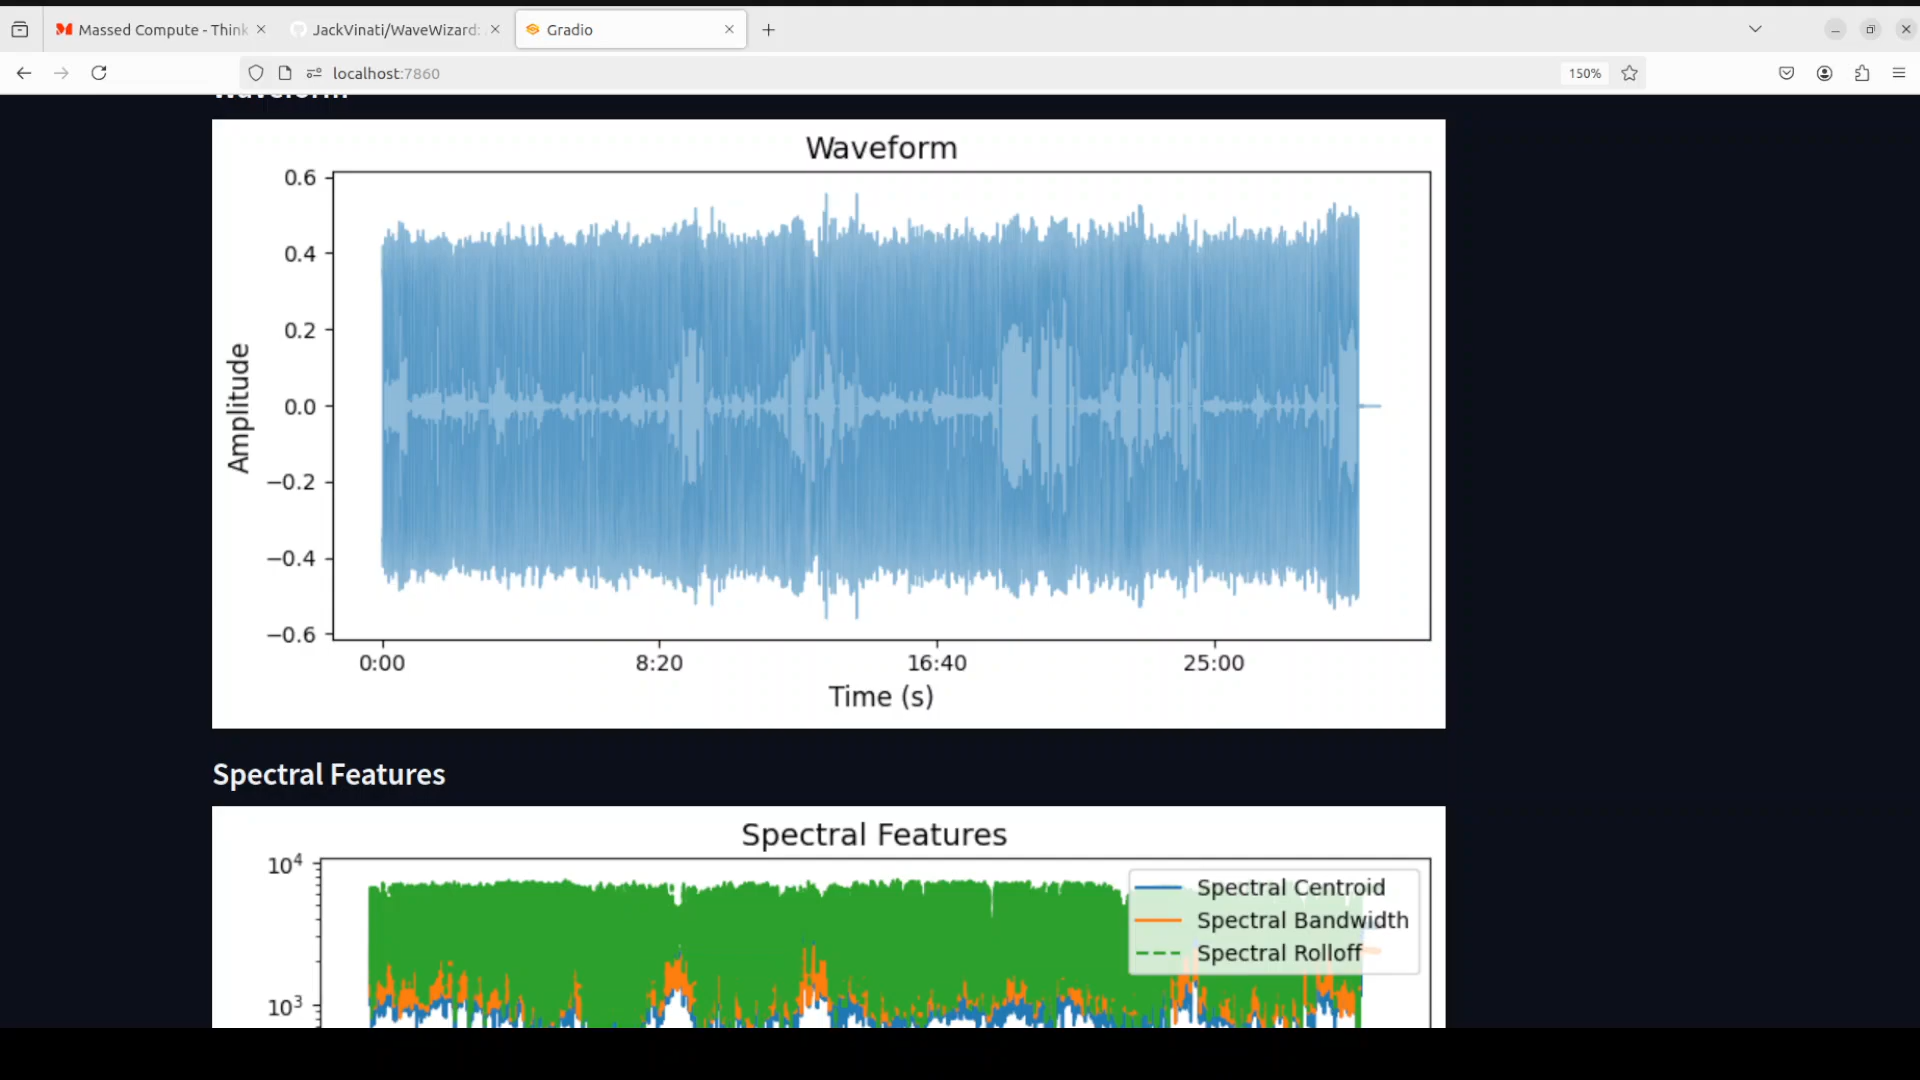 Massed Compute - Think
JackVinati/WaveWizard:
Gradio
localhost:7860
150%
Waveform
Waveform
0.6
0.4
0.2
0.0
−0.2
−0.4
−0.6
Amplitude
0:00 8:20 16:40 25:00
Time (s)
Spectral Features
Spectral Features
10⁴
10³
Spectral Centroid
Spectral Bandwidth
Spectral Rolloff